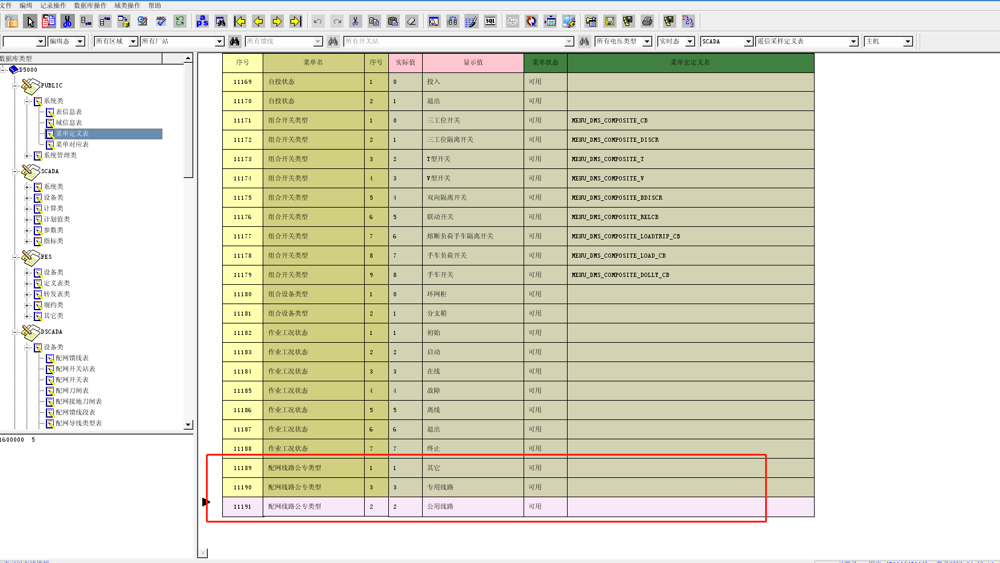 文件 编辑 记录操作 数据库操作 域类操作 帮助
aps ABC SQL Abc 123
编辑态 所有区域 所有厂站 所有馈线 所有开关站 所有电压类型 实时态 SCADA 遥信采样定义表 主机
数据库类型
D5000
PUBLIC
系统类
表信息表
域信息表
菜单定义表
菜单对应表
系统管理类
SCADA
系统类
设备类
计算类
计划值类
参数类
指标类
FES
设备类
定义表类
转发表类
规约类
其它类
DSCADA
设备类
配网馈线表
配网开关站表
配网开关表
配网刀闸表
配网接地刀闸表
配网馈线段表
配网导线类型表
1600000 5
序号 菜单名 序号 实际值 显示值 菜单状态 菜单宏定义名
11169 自投状态 1 0 投入 可用
11170 自投状态 2 1 退出 可用
11171 组合开关类型 1 0 三工位开关 可用 MENU_DMS_COMPOSITE_CB
11172 组合开关类型 2 1 三工位隔离开关 可用 MENU_DMS_COMPOSITE_DISCR
11173 组合开关类型 3 2 T型开关 可用 MENU_DMS_COMPOSITE_T
11174 组合开关类型 4 3 V型开关 可用 MENU_DMS_COMPOSITE_V
11175 组合开关类型 5 4 双向隔离开关 可用 MENU_DMS_COMPOSITE_BDISCR
11176 组合开关类型 6 5 联动开关 可用 MENU_DMS_COMPOSITE_RELCB
11177 组合开关类型 7 6 熔断负荷手车隔离开关 可用 MENU_DMS_COMPOSITE_LOADTRIP_CB
11178 组合开关类型 8 7 手车负荷开关 可用 MENU_DMS_COMPOSITE_LOAD_CB
11179 组合开关类型 9 8 手车开关 可用 MENU_DMS_COMPOSITE_DOLLY_CB
11180 组合设备类型 1 0 环网柜 可用
11181 组合设备类型 2 1 分支箱 可用
11182 作业工况状态 1 1 初始 可用
11183 作业工况状态 2 2 启动 可用
11184 作业工况状态 3 3 在线 可用
11185 作业工况状态 4 4 故障 可用
11186 作业工况状态 5 5 离线 可用
11187 作业工况状态 6 6 退出 可用
11188 作业工况状态 7 7 终止 可用
11189 配网线路公专类型 1 1 其它 可用
11190 配网线路公专类型 3 3 专用线路 可用
11191 配网线路公专类型 2 2 公用线路 可用